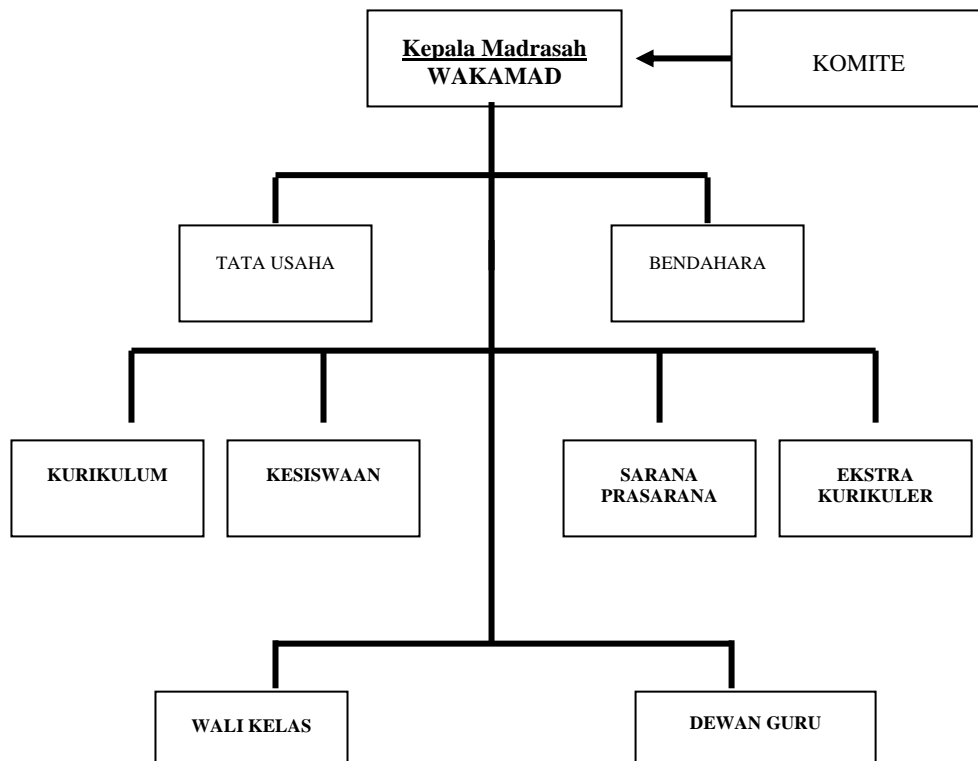 Kepala Madrasah
WAKAMAD
KOMITE
TATA USAHA
BENDAHARA
KURIKULUM
KESISWAAN
SARANA
PRASARANA
EKSTRA
KURIKULER
WALI KELAS
DEWAN GURU